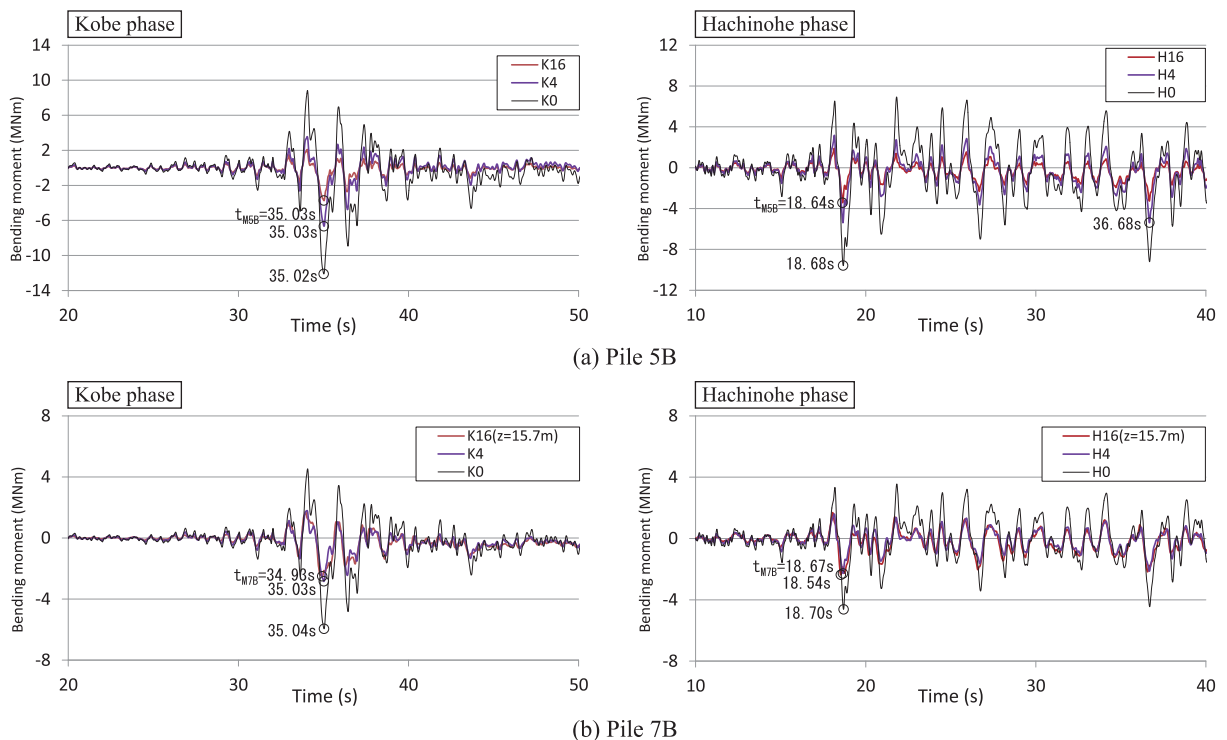 Kobe phase
14
10
6
2
-2
-6
-10
-14
Bending moment (MNm)
K16
K4
K0
t_M5B=35.03s
35.03s
35.02s
20
30
40
50
Time (s)
Hachinohe phase
12
8
4
0
-4
-8
-12
Bending moment (MNm)
H16
H4
H0
t_M5B=18.64s
18.68s
36.68s
10
20
30
40
Time (s)
(a) Pile 5B
Kobe phase
8
4
0
-4
-8
Bending moment (MNm)
K16(z=15.7m)
K4
K0
t_M7B=34.93s
35.03s
35.04s
20
30
40
50
Time (s)
Hachinohe phase
8
4
0
-4
-8
Bending moment (MNm)
H16(z=15.7m)
H4
H0
t_M7B=18.67s
18.54s
18.70s
10
20
30
40
Time (s)
(b) Pile 7B